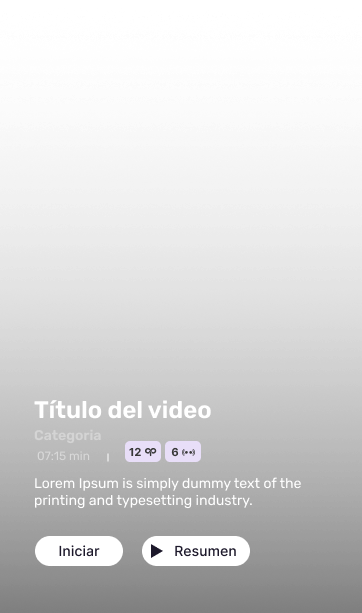 Título del video
Categoria
07:15 min | 12 6
Lorem Ipsum is simply dummy text of the
printing and typesetting industry.
Iniciar Resumen